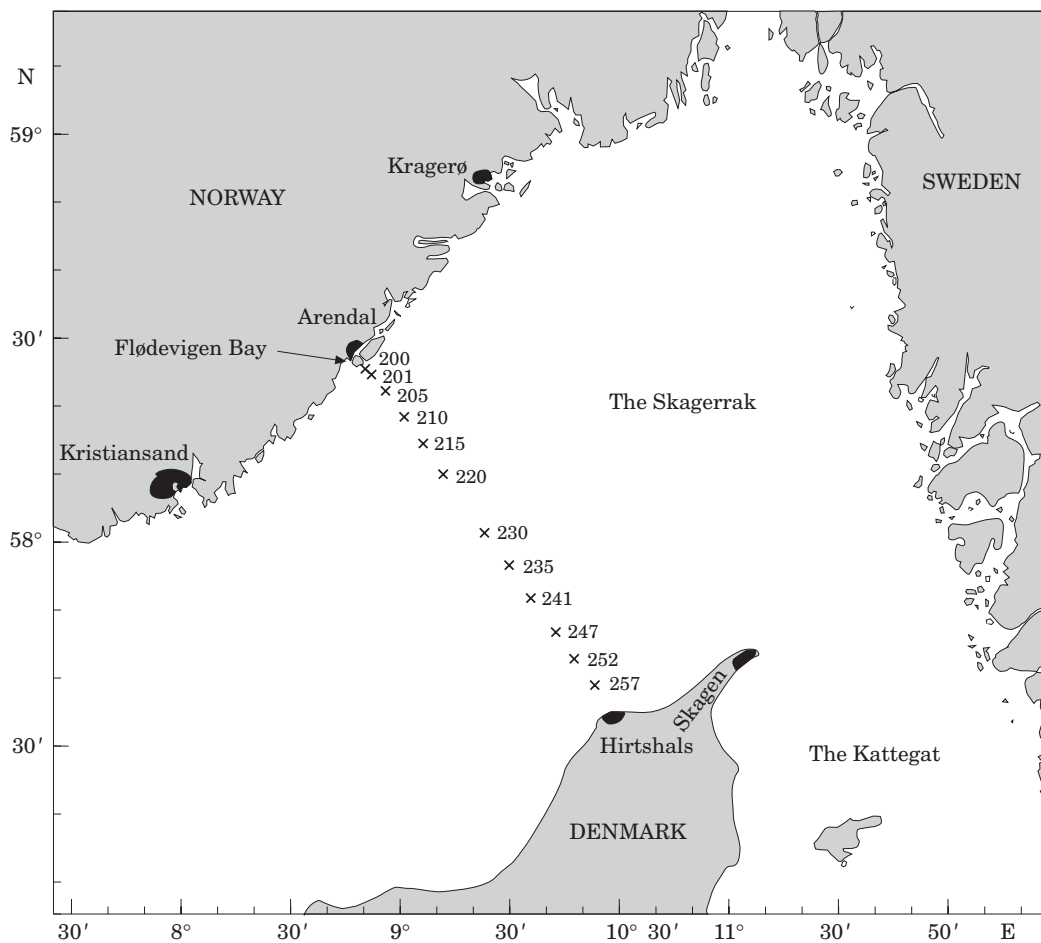 N
59°
Kragerø
NORWAY
SWEDEN
Arendal
30′
Flødevigen Bay
200
201
205
The Skagerrak
210
215
Kristiansand
220
230
58°
235
241
247
252
257
Skagen
30′
Hirtshals
The Kattegat
DENMARK
30′ 8° 30′ 9° 30′ 10° 30′ 11° 30′ 50′ E